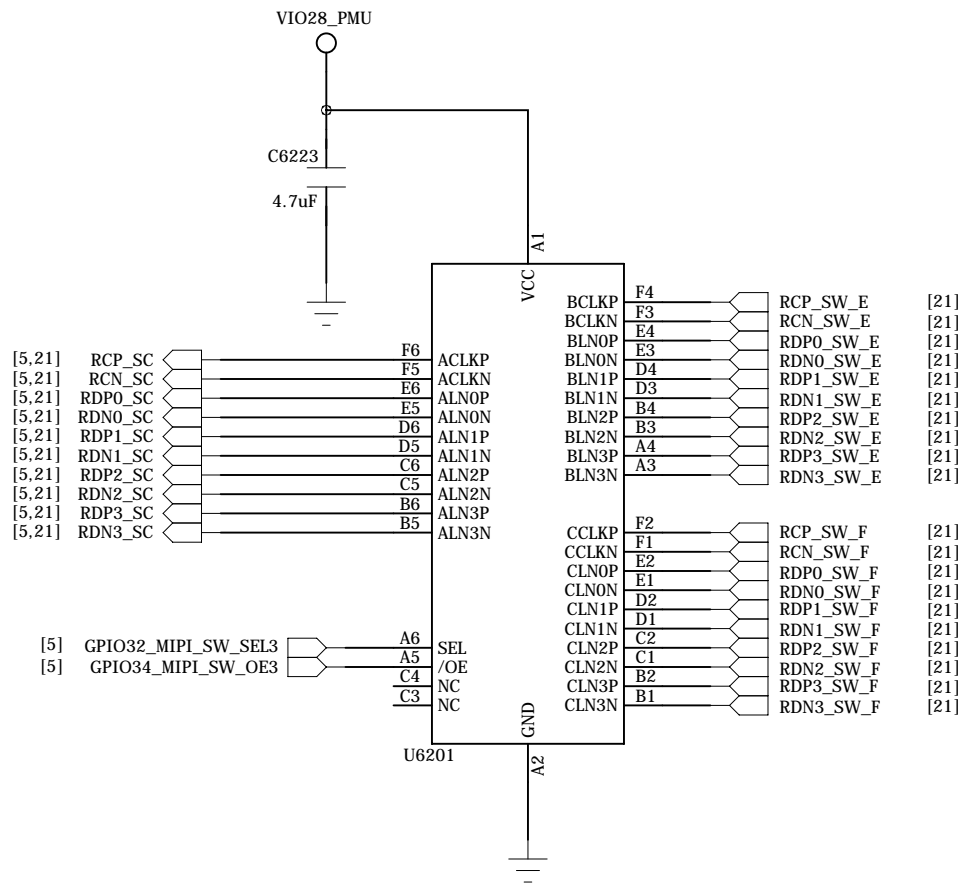 VIO28_PMU
C6223
4.7uF
A1
VCC
[5,21] RCP_SC F6 ACLKP
[5,21] RCN_SC F5 ACLKN
[5,21] RDP0_SC E6 ALN0P
[5,21] RDN0_SC E5 ALN0N
[5,21] RDP1_SC D6 ALN1P
[5,21] RDN1_SC D5 ALN1N
[5,21] RDP2_SC C6 ALN2P
[5,21] RDN2_SC C5 ALN2N
[5,21] RDP3_SC B6 ALN3P
[5,21] RDN3_SC B5 ALN3N
[5] GPIO32_MIPI_SW_SEL3 A6 SEL
[5] GPIO34_MIPI_SW_OE3 A5 /OE
C4 NC
C3 NC
BCLKP F4 RCP_SW_E [21]
BCLKN F3 RCN_SW_E [21]
BLN0P E4 RDP0_SW_E [21]
BLN0N E3 RDN0_SW_E [21]
BLN1P D4 RDP1_SW_E [21]
BLN1N D3 RDN1_SW_E [21]
BLN2P B4 RDP2_SW_E [21]
BLN2N B3 RDN2_SW_E [21]
BLN3P A4 RDP3_SW_E [21]
BLN3N A3 RDN3_SW_E [21]
CCLKP F2 RCP_SW_F [21]
CCLKN F1 RCN_SW_F [21]
CLN0P E2 RDP0_SW_F [21]
CLN0N E1 RDN0_SW_F [21]
CLN1P D2 RDP1_SW_F [21]
CLN1N D1 RDN1_SW_F [21]
CLN2P C2 RDP2_SW_F [21]
CLN2N C1 RDN2_SW_F [21]
CLN3P B2 RDP3_SW_F [21]
CLN3N B1 RDN3_SW_F [21]
GND
U6201
A2